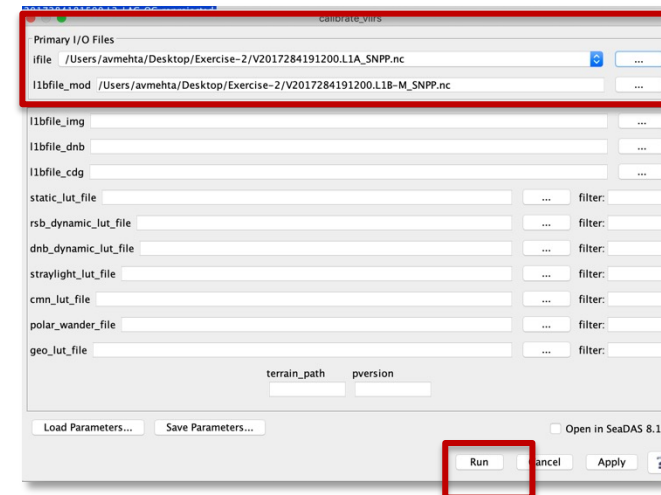 calibrate_viirs
Primary I/O Files
ifile /Users/avmehta/Desktop/Exercise-2/V2017284191200.L1A_SNPP.nc ...
l1bfile_mod /Users/avmehta/Desktop/Exercise-2/V2017284191200.L1B-M_SNPP.nc ...
l1bfile_img ...
l1bfile_dnb ...
l1bfile_cdg ...
static_lut_file ... filter:
rsb_dynamic_lut_file ... filter:
dnb_dynamic_lut_file ... filter:
straylight_lut_file ... filter:
cmn_lut_file ... filter:
polar_wander_file ... filter:
geo_lut_file ... filter:
terrain_path pversion
Load Parameters... Save Parameters... Open in SeaDAS 8.1
Run Cancel Apply